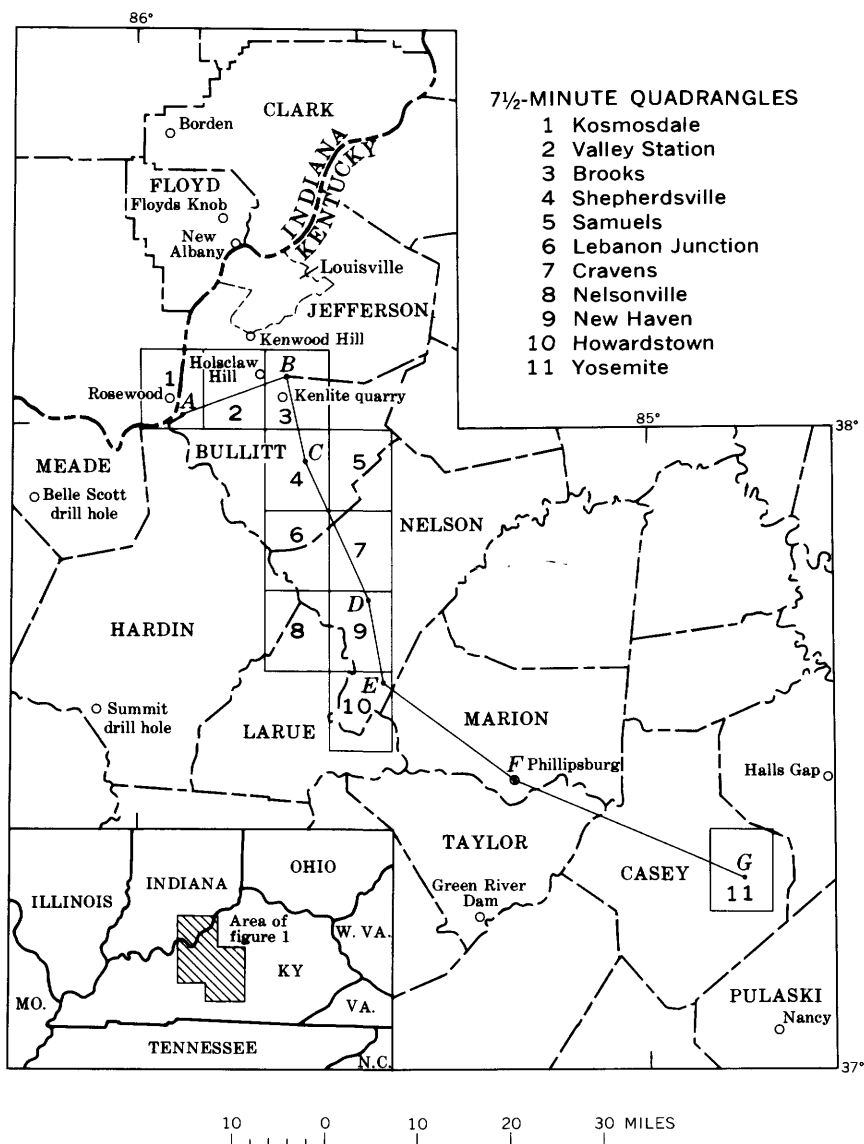 86°
7½-MINUTE QUADRANGLES
1 Kosmosdale
2 Valley Station
3 Brooks
4 Shepherdsville
5 Samuels
6 Lebanon Junction
7 Cravens
8 Nelsonville
9 New Haven
10 Howardstown
11 Yosemite
CLARK
Borden
INDIANA
KENTUCKY
FLOYD
Floyds Knob
New
Albany
Louisville
JEFFERSON
Kenwood Hill
Holsclaw
Hill
B
1
Rosewood
A
2
Kenlite quarry
3
85°
38°
BULLITT
C
MEADE
4
5
Belle Scott
drill hole
NELSON
6
7
D
HARDIN
8
9
E
10
Summit
drill hole
LARUE
MARION
F Phillipsburg
Halls Gap
TAYLOR
CASEY
G
11
Green River
Dam
PULASKI
Nancy
37°
ILLINOIS
INDIANA
OHIO
Area of
figure 1
W. VA.
KY
MO.
VA.
TENNESSEE
N.C.
10 0 10 20 30 MILES